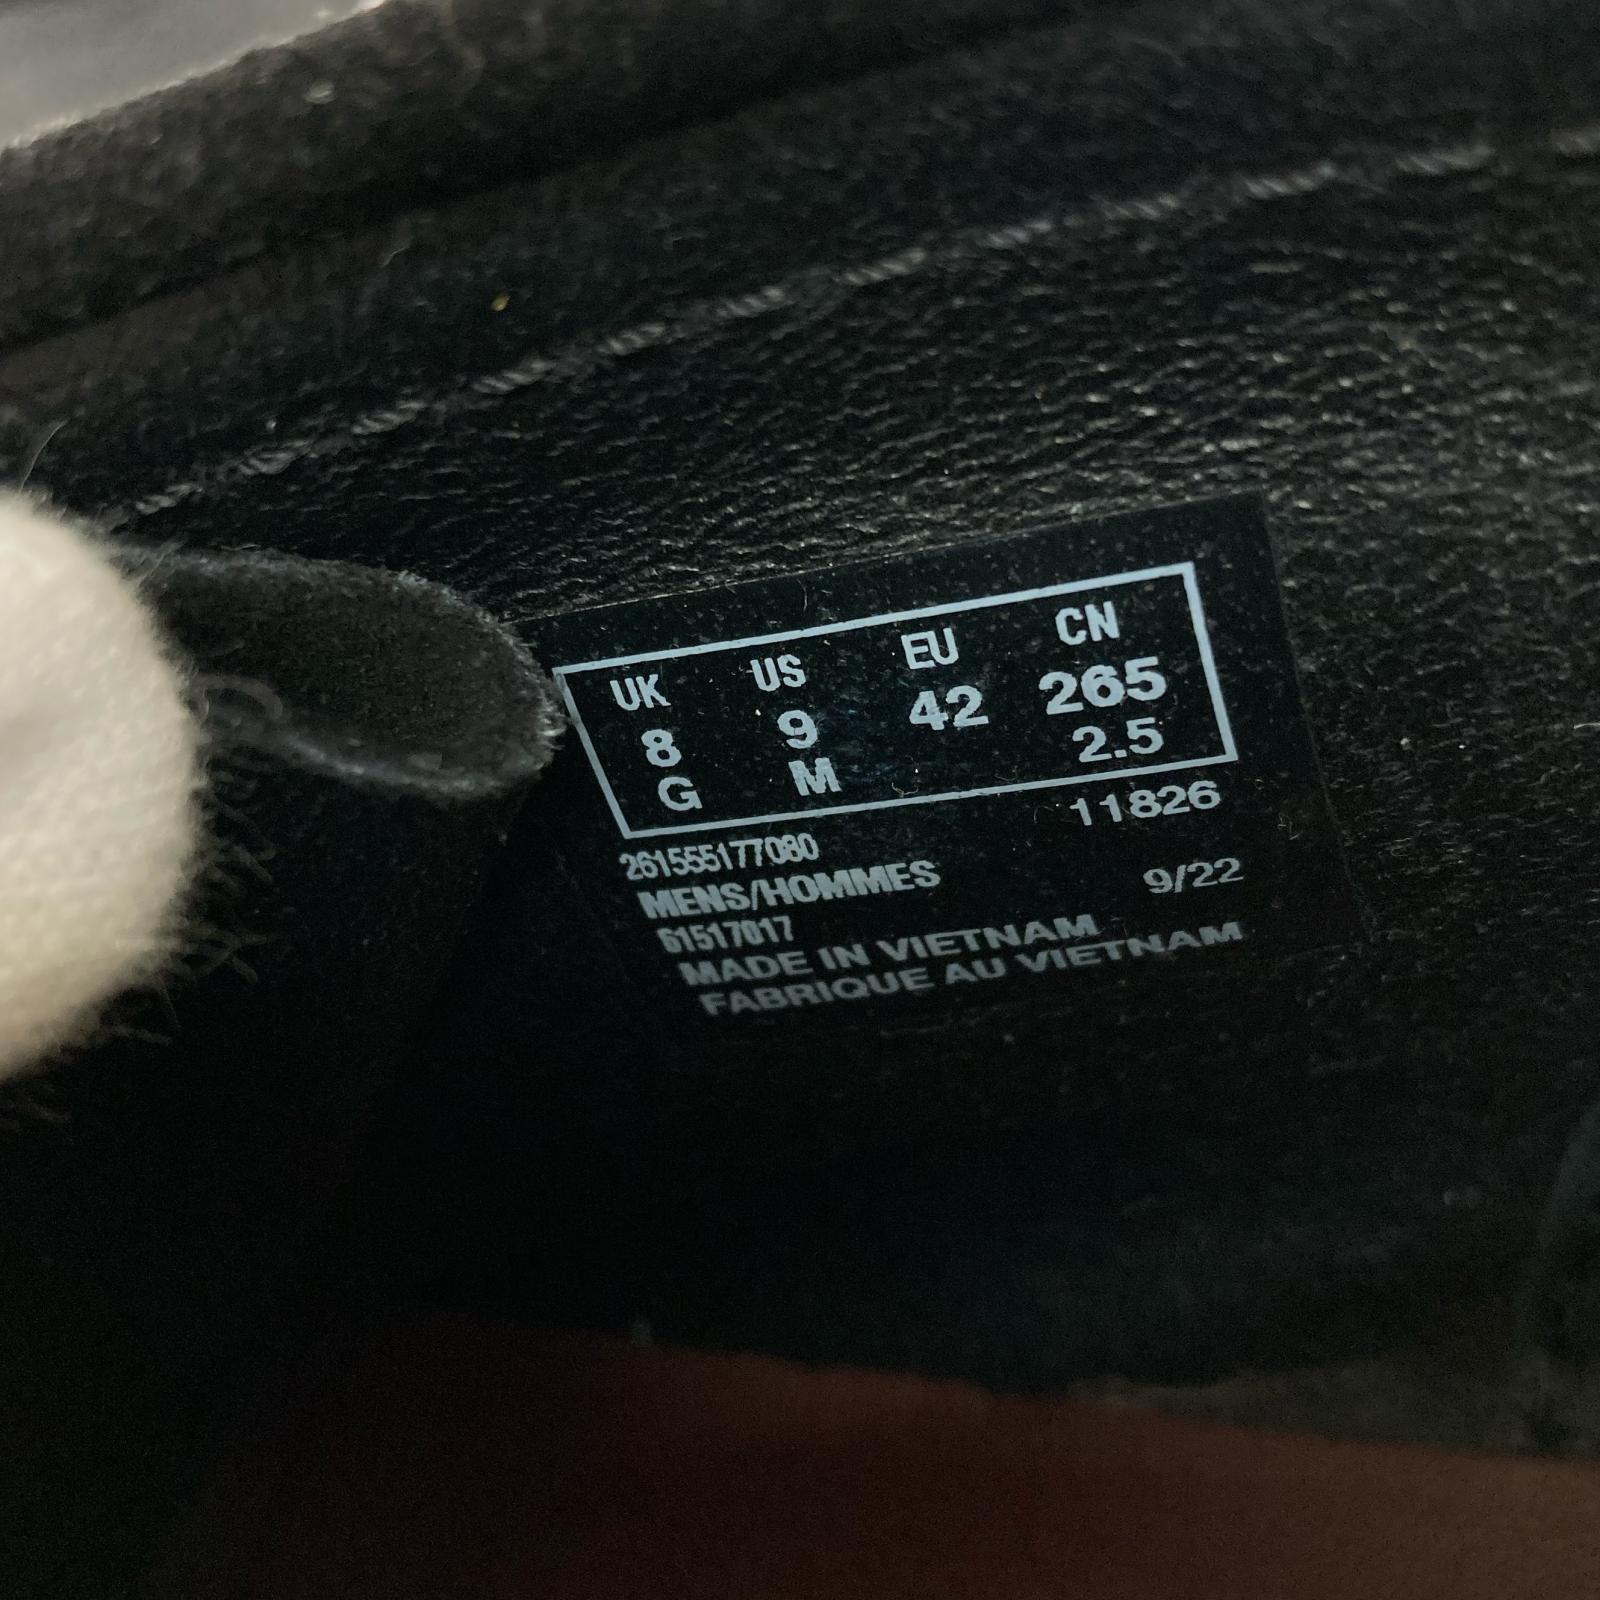 UK US EU CN
8 9 42 265
G M 2.5
261555177080 11826
MENS/HOMMES
61517017 9/22
MADE IN VIETNAM
FABRIQUE AU VIETNAM